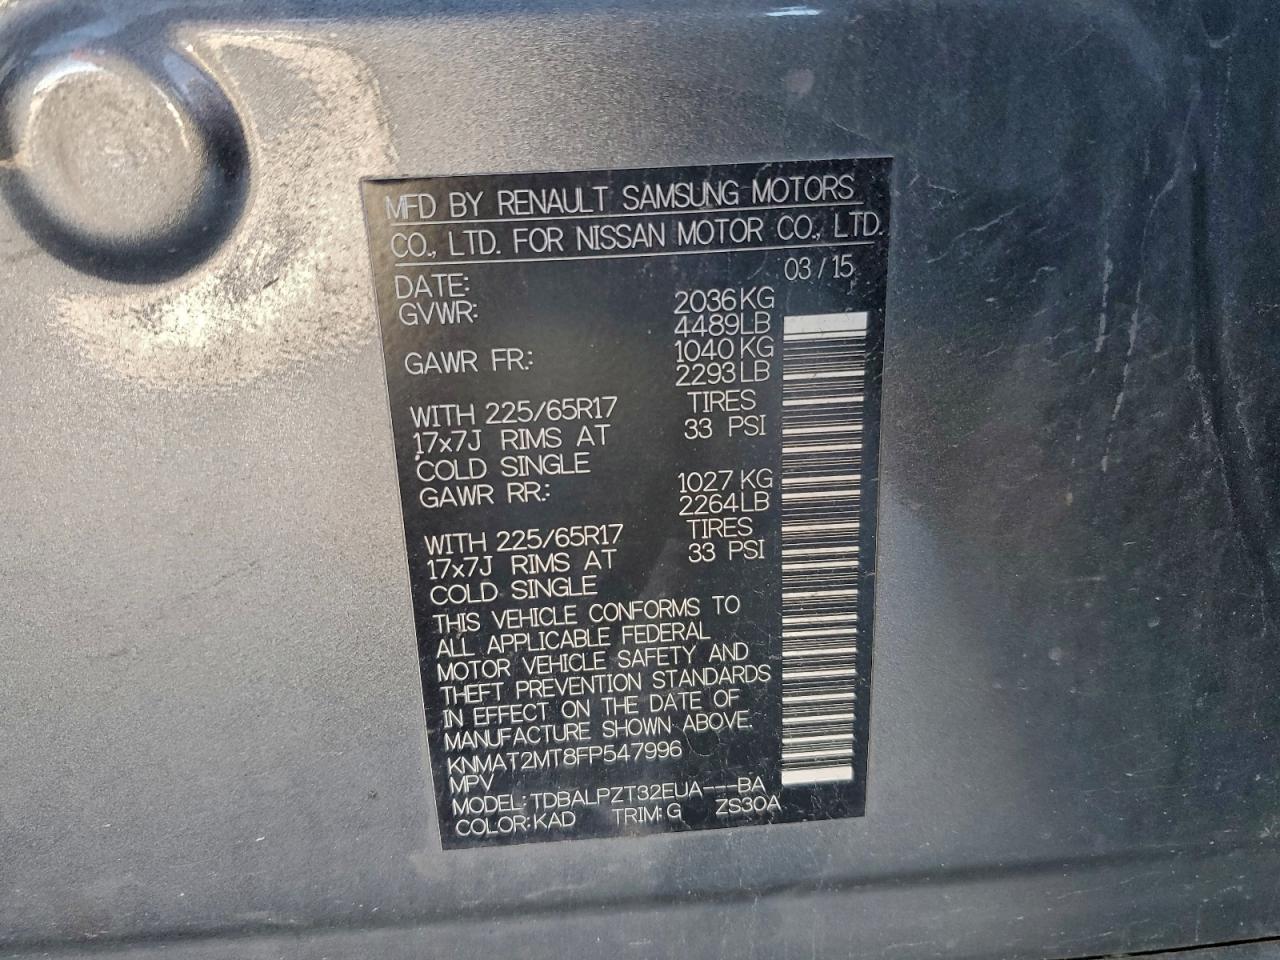 MFD BY RENAULT SAMSUNG MOTORS
CO., LTD. FOR NISSAN MOTOR CO., LTD.
DATE: 03/15
GVWR: 2036KG
4489LB
GAWR FR: 1040KG
2293LB
WITH 225/65R17 TIRES
17x7J RIMS AT 33 PSI
COLD SINGLE
GAWR RR: 1027KG
2264LB
WITH 225/65R17 TIRES
17x7J RIMS AT 33 PSI
COLD SINGLE
THIS VEHICLE CONFORMS TO
ALL APPLICABLE FEDERAL
MOTOR VEHICLE SAFETY AND
THEFT PREVENTION STANDARDS
IN EFFECT ON THE DATE OF
MANUFACTURE SHOWN ABOVE.
KNMAT2MT8FP547996
MPV
MODEL: TDBALPZT32EUA---BA
COLOR: KAD TRIM: G ZS30A